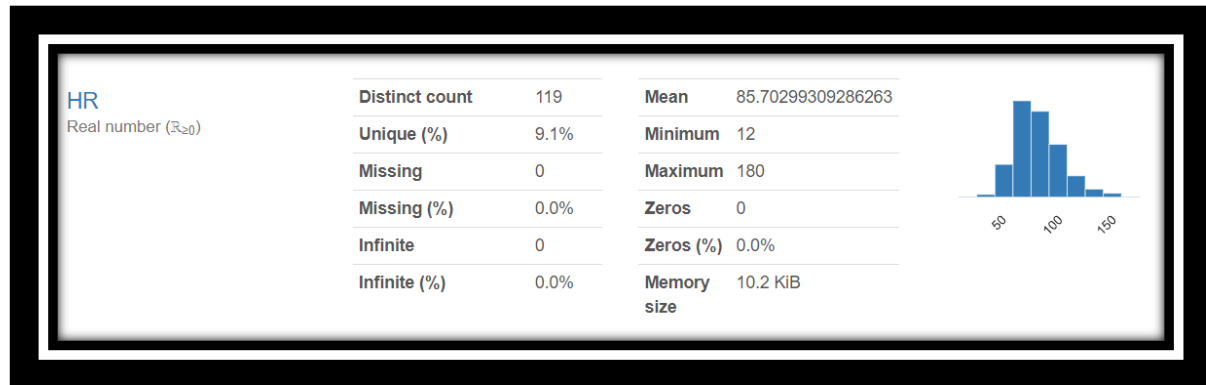 HR
Real number (ℝ≥0)
Distinct count 119
Unique (%) 9.1%
Missing 0
Missing (%) 0.0%
Infinite 0
Infinite (%) 0.0%
Mean 85.70299309286263
Minimum 12
Maximum 180
Zeros 0
Zeros (%) 0.0%
Memory size 10.2 KiB
50 100 150